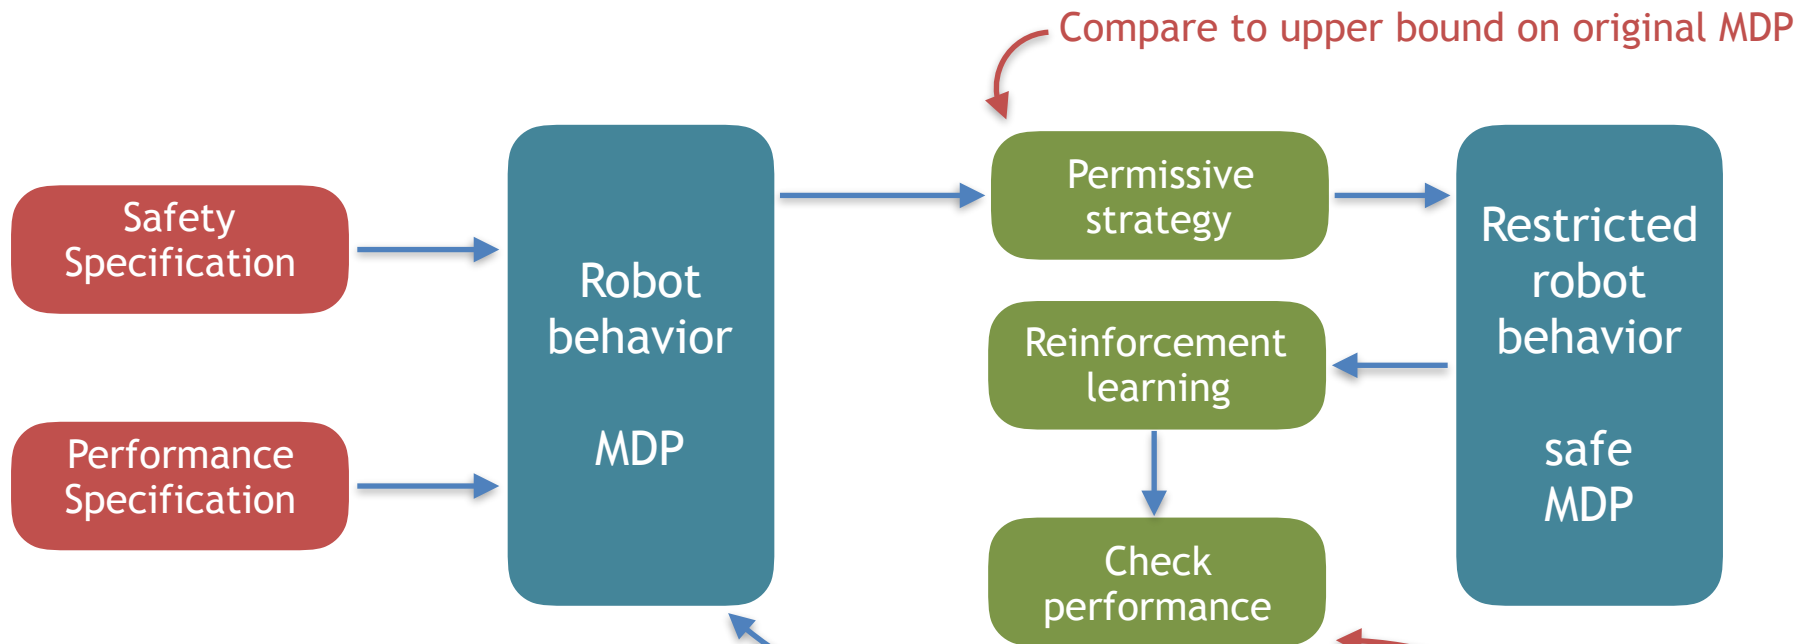 Compare to upper bound on original MDP
Safety
Specification
Performance
Specification
Robot
behavior
MDP
Permissive
strategy
Reinforcement
learning
Check
performance
Restricted
robot
behavior
safe
MDP